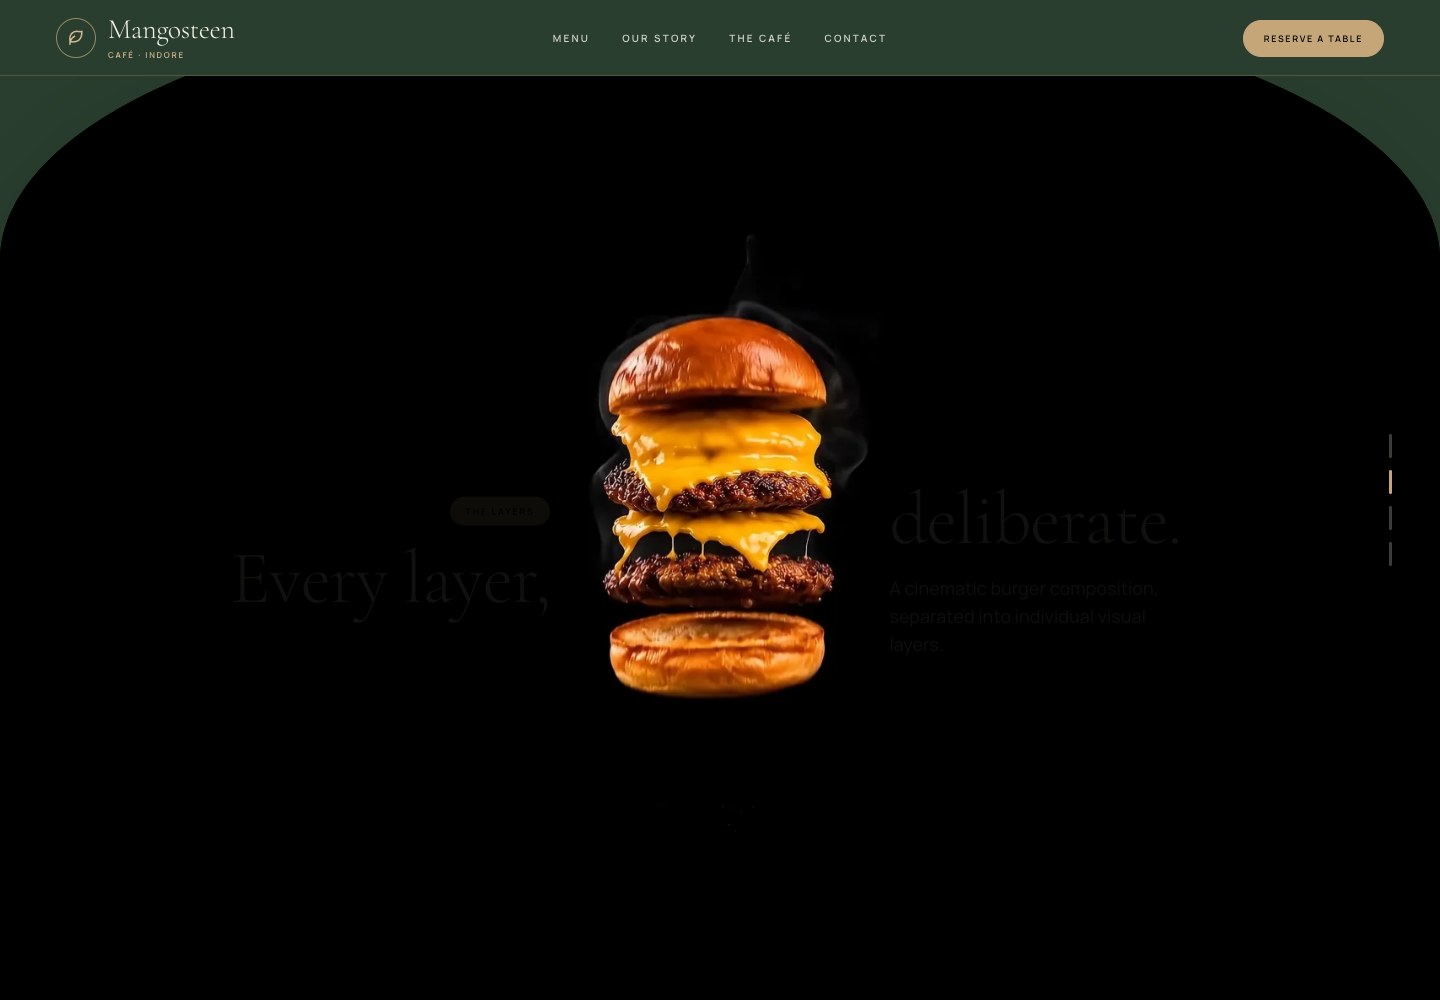 Mangosteen
CAFÉ · INDORE
MENU
OUR STORY
THE CAFÉ
CONTACT
RESERVE A TABLE
THE LAYERS
Every layer,
deliberate.
A cinematic burger composition,
separated into individual visual
layers.